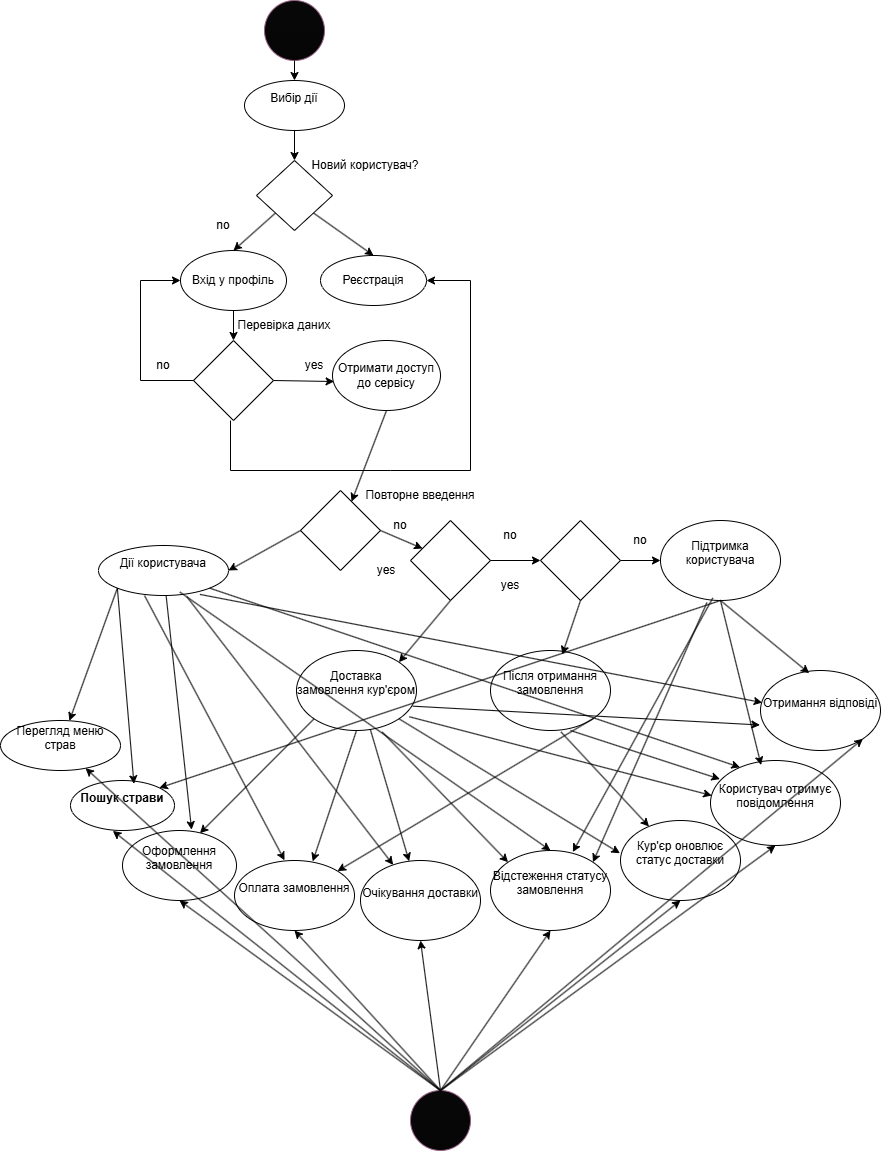 Вибір дії
Новий користувач?
no
Вхід у профіль
Реєстрація
Перевірка даних
no
yes
Отримати доступ
до сервісу
Повторне введення
no
no
no
yes
yes
Дії користувача
Підтримка
користувача
Доставка
замовлення кур'єром
Після отримання
замовлення
Отримання відповіді
Перегляд меню
страв
Пошук страви
Користувач отримує
повідомлення
Оформлення
замовлення
Кур'єр оновлює
статус доставки
Оплата замовлення
Очікування доставки
Відстеження статусу
замовлення